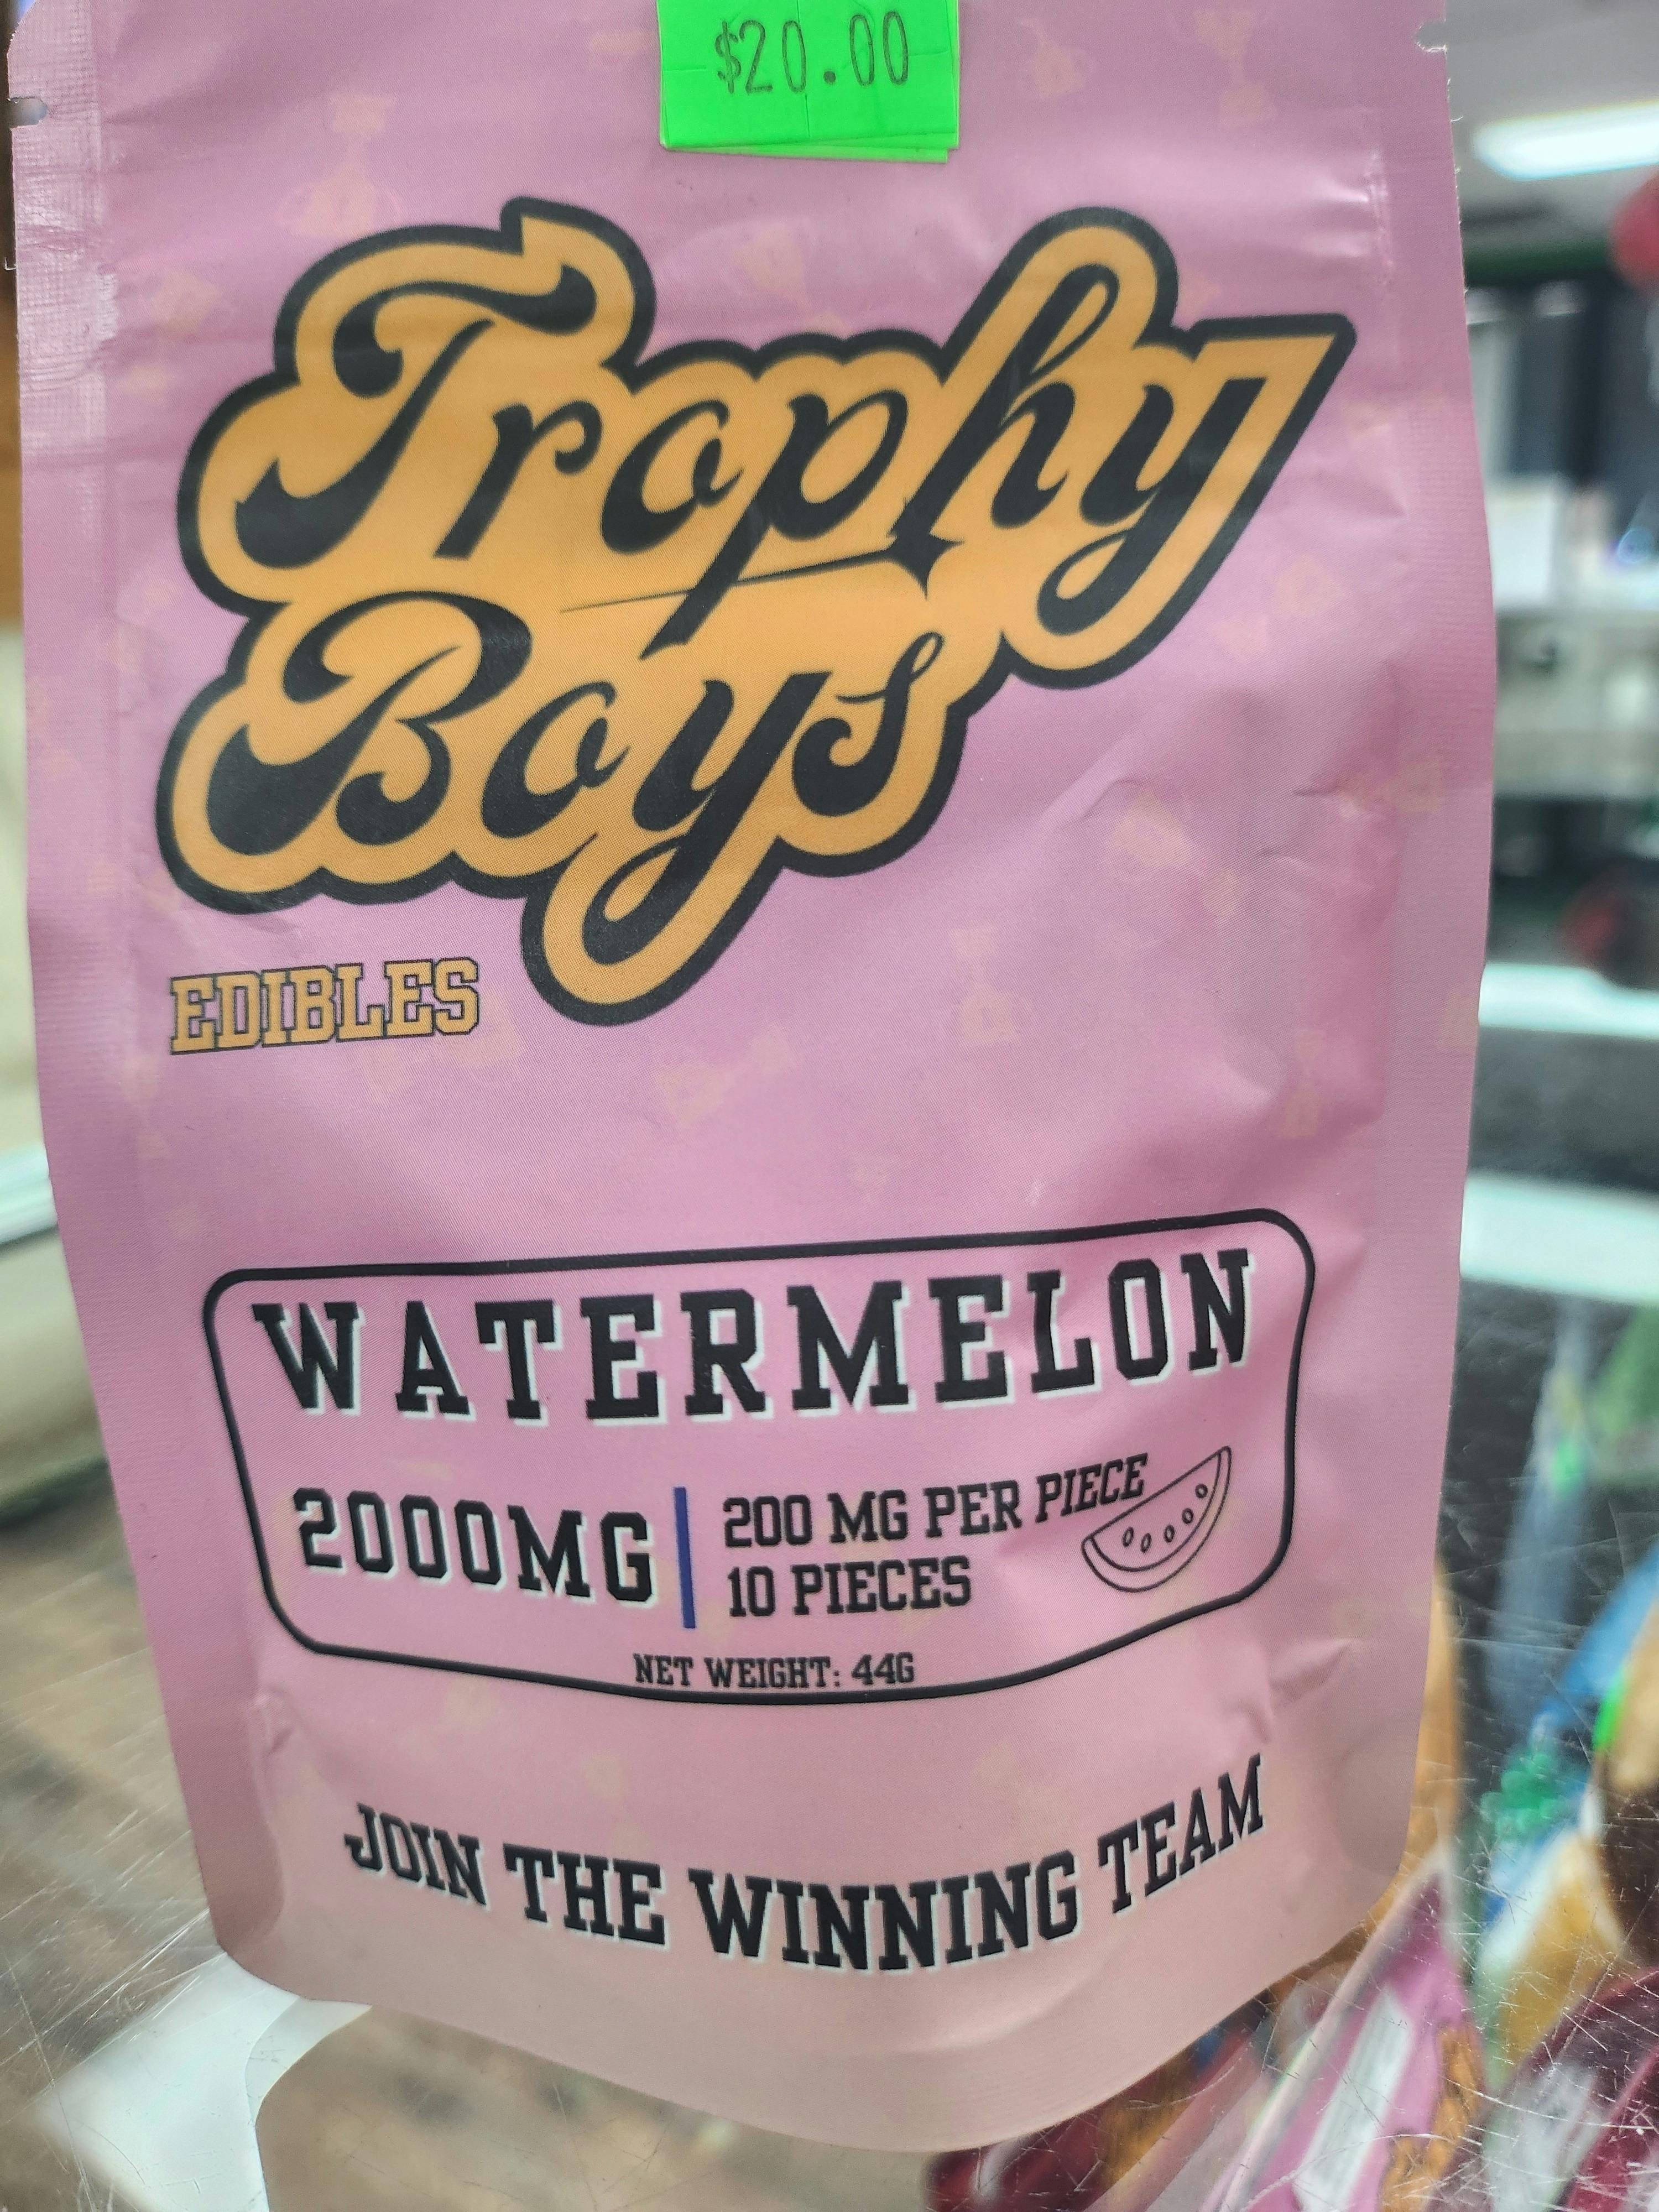 $20.00
Trophy
Boys
EDIBLES
WATERMELON
2000MG
200 MG PER PIECE
10 PIECES
NET WEIGHT: 44G
JOIN THE WINNING TEAM